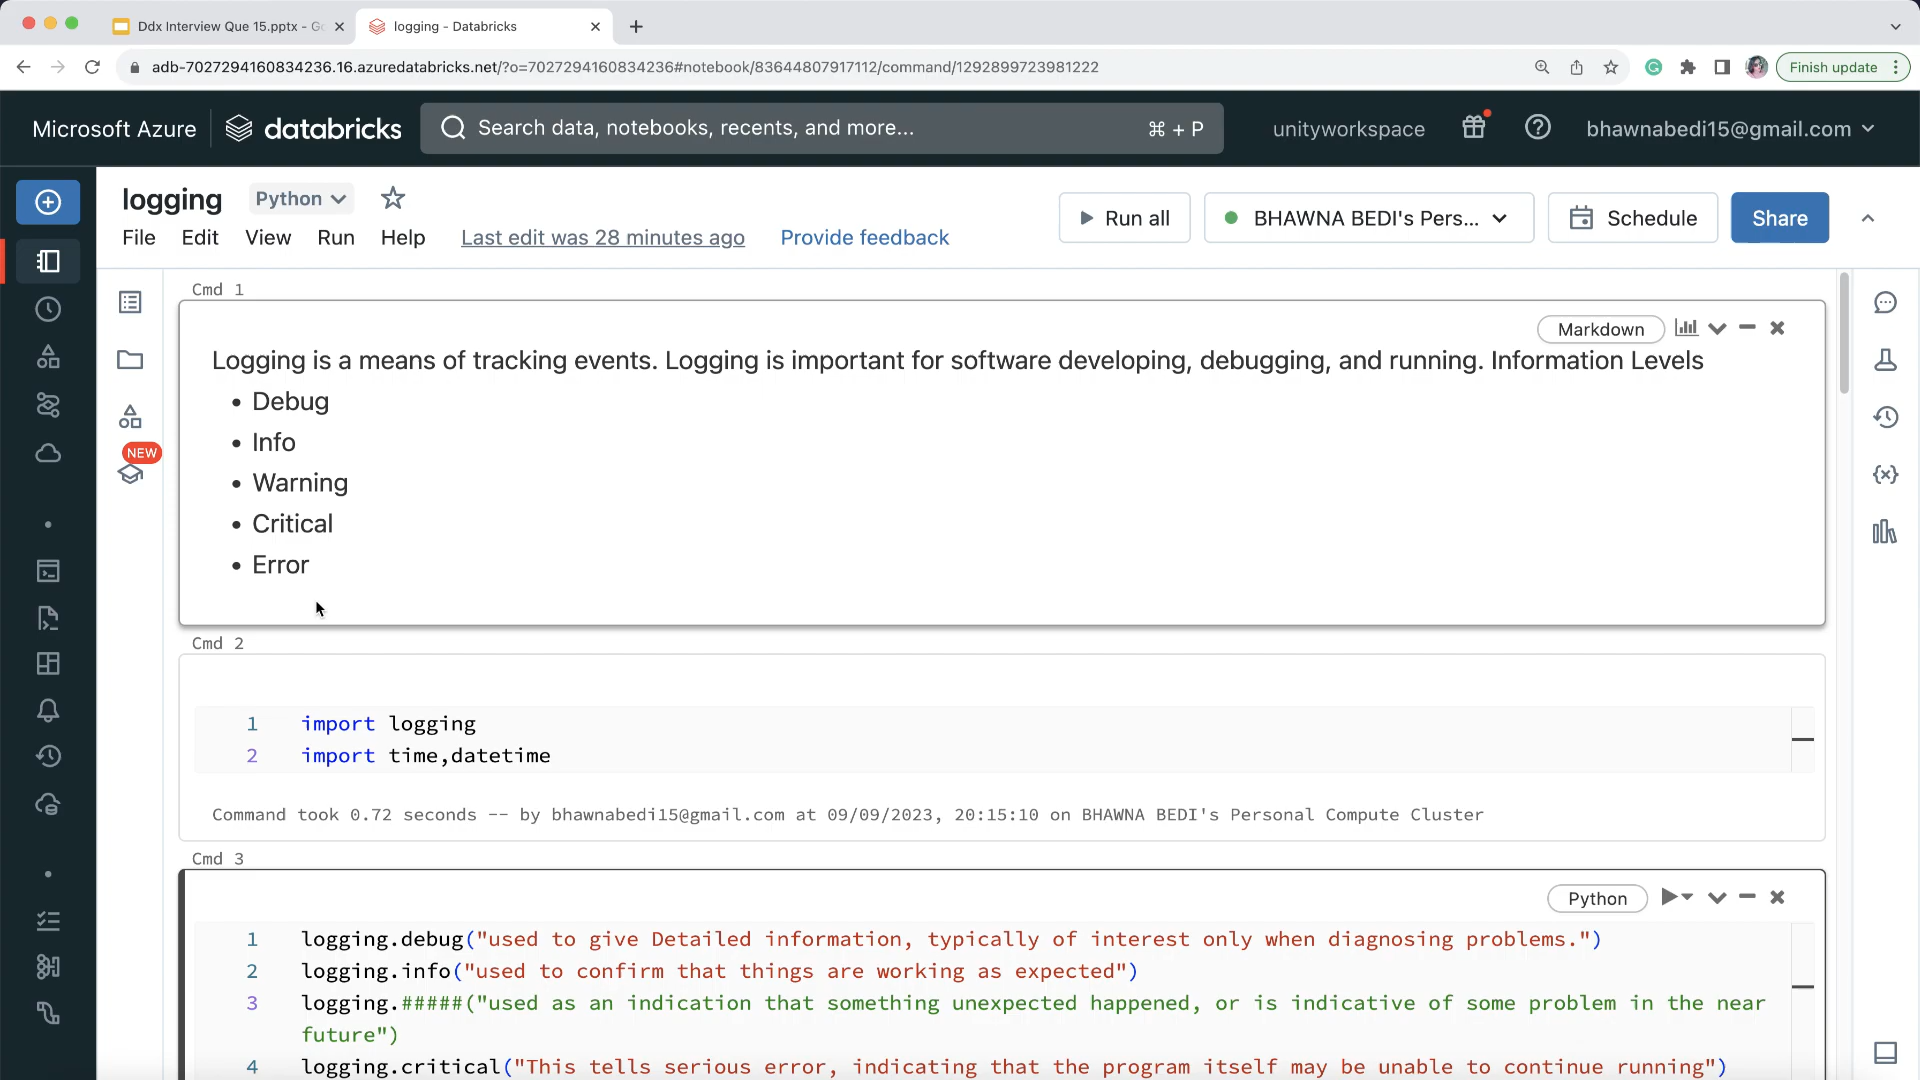 Ddx Interview Que 15.pptx - Go
logging - Databricks
adb-7027294160834236.16.azuredatabricks.net/?o=7027294160834236#notebook/83644807917112/command/1292899723981222
Finish update
Microsoft Azure
databricks
Search data, notebooks, recents, and more...
⌘ + P
unityworkspace
bhawnabedi15@gmail.com
logging
Python
File Edit View Run Help
Last edit was 28 minutes ago
Provide feedback
Run all
BHAWNA BEDI's Pers...
Schedule
Share
NEW
Cmd 1
Markdown
Logging is a means of tracking events. Logging is important for software developing, debugging, and running. Information Levels
• Debug
• Info
• Warning
• Critical
• Error
Cmd 2
1 import logging
2 import time,datetime
Command took 0.72 seconds -- by bhawnabedi15@gmail.com at 09/09/2023, 20:15:10 on BHAWNA BEDI's Personal Compute Cluster
Cmd 3
Python
1 logging.debug("used to give Detailed information, typically of interest only when diagnosing problems.")
2 logging.info("used to confirm that things are working as expected")
3 logging.#####("used as an indication that something unexpected happened, or is indicative of some problem in the near
future")
4 logging.critical("This tells serious error, indicating that the program itself may be unable to continue running")